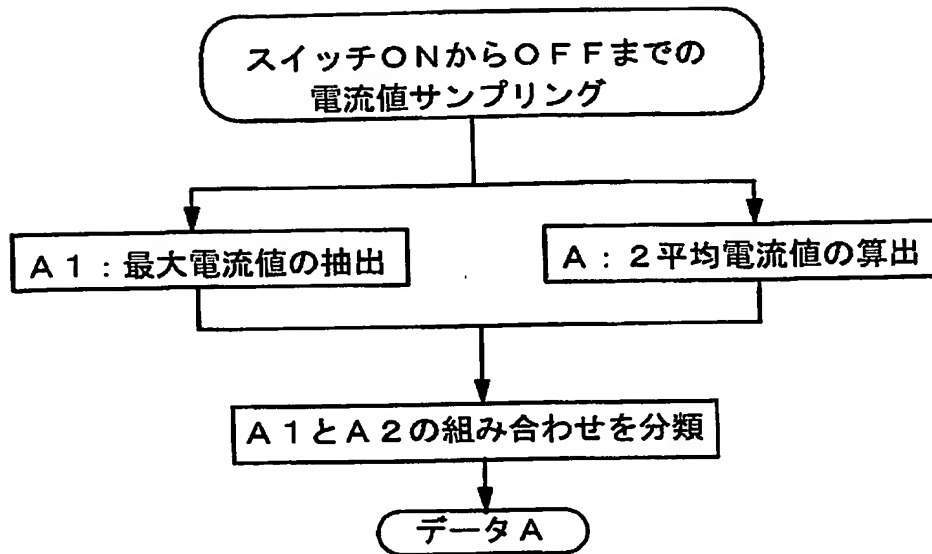 スイッチＯＮからＯＦＦまでの
電流値サンプリング
Ａ１：最大電流値の抽出
Ａ：２平均電流値の算出
Ａ１とＡ２の組み合わせを分類
データＡ